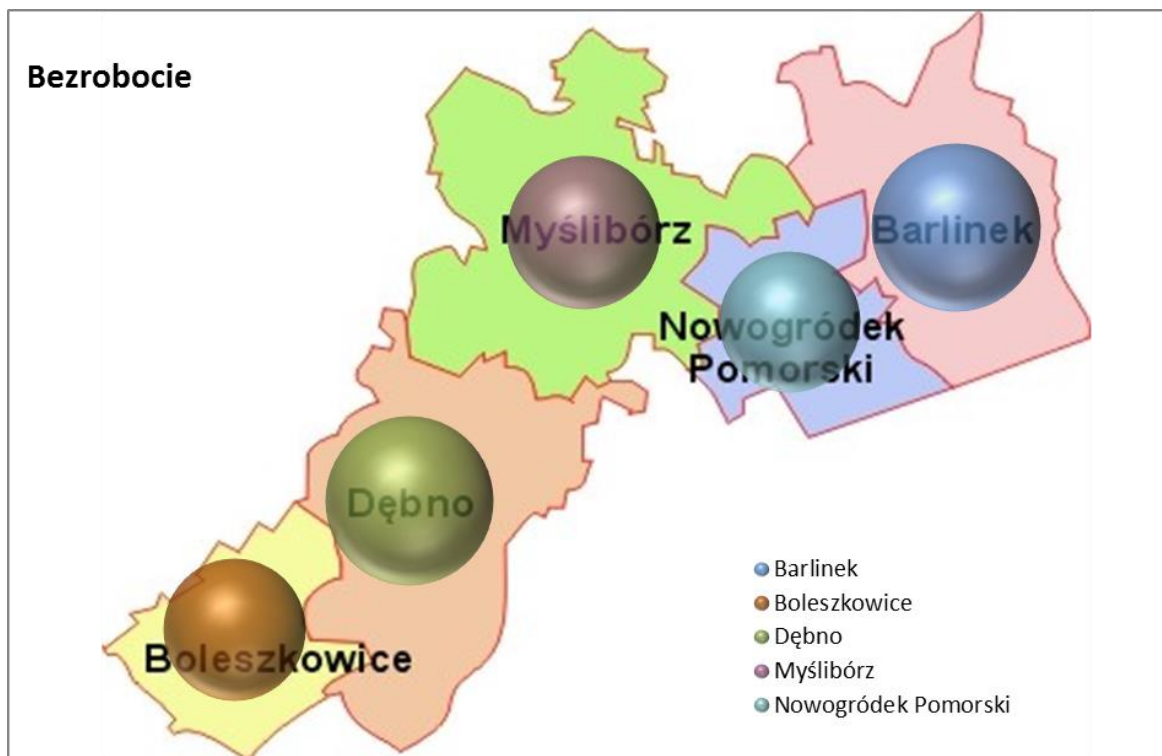 Bezrobocie
Myślibórz
Barlinek
Nowogródek
Pomorski
Dębno
Boleszkowice
Barlinek
Boleszkowice
Dębno
Myślibórz
Nowogródek Pomorski